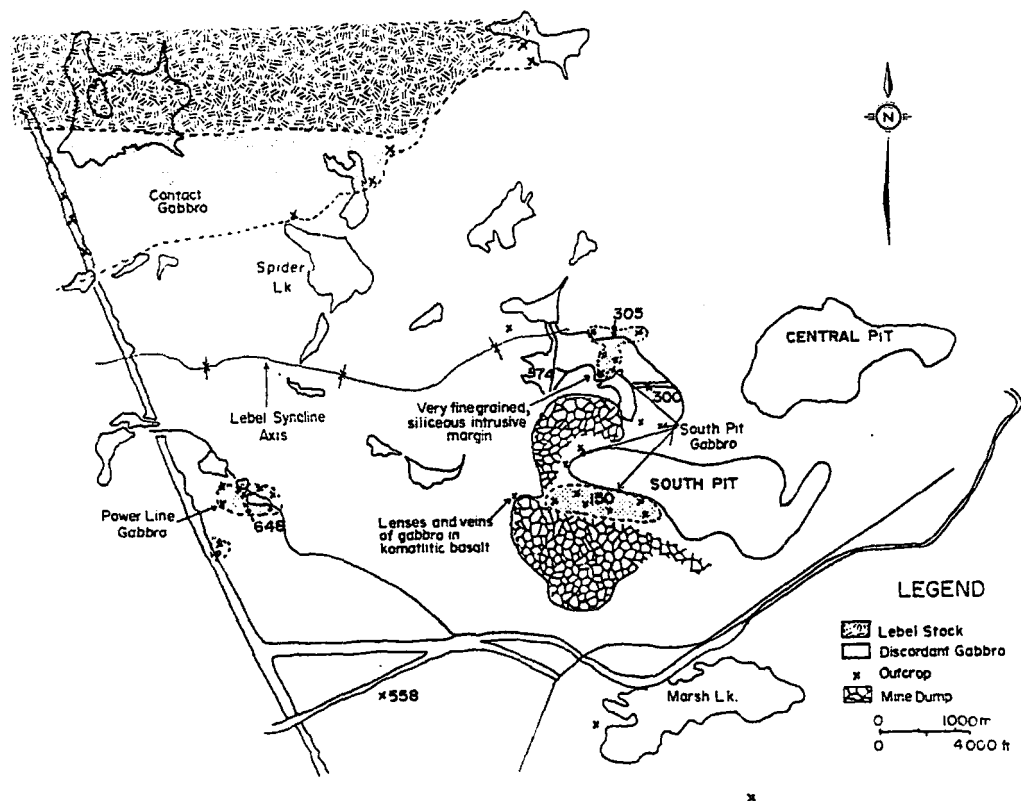 N
Contact
Gabbro
Spider
Lk
305
CENTRAL PIT
374
300
Lebel Syncline
Axis
Very fine grained,
siliceous intrusive
margin
South Pit
Gabbro
SOUTH PIT
150
Power Line
Gabbro
648
Lenses and veins
of gabbro in
komatiitic basalt
LEGEND
Lebel Stock
Discordant Gabbro
x Outcrop
Mine Dump
558
Marsh Lk.
0 1000 m
0 4000 ft